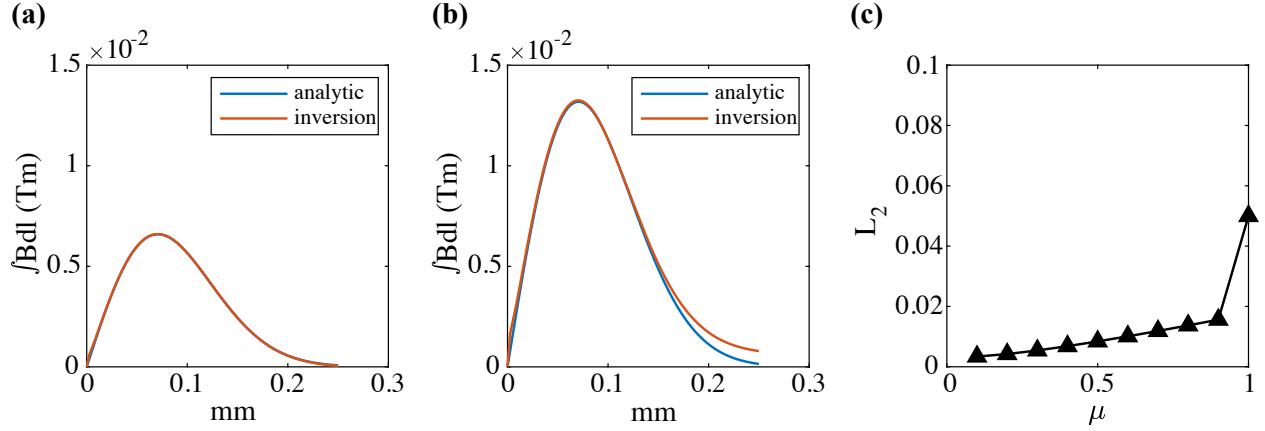 (a)
×10-2
1.5
1
0.5
0
0
0.1
0.2
0.3
∫Bdl (Tm)
mm
analytic
inversion
(b)
×10-2
1.5
1
0.5
0
0
0.1
0.2
0.3
∫Bdl (Tm)
mm
analytic
inversion
(c)
0.1
0.08
0.06
0.04
0.02
0
0
0.5
1
L2
μ